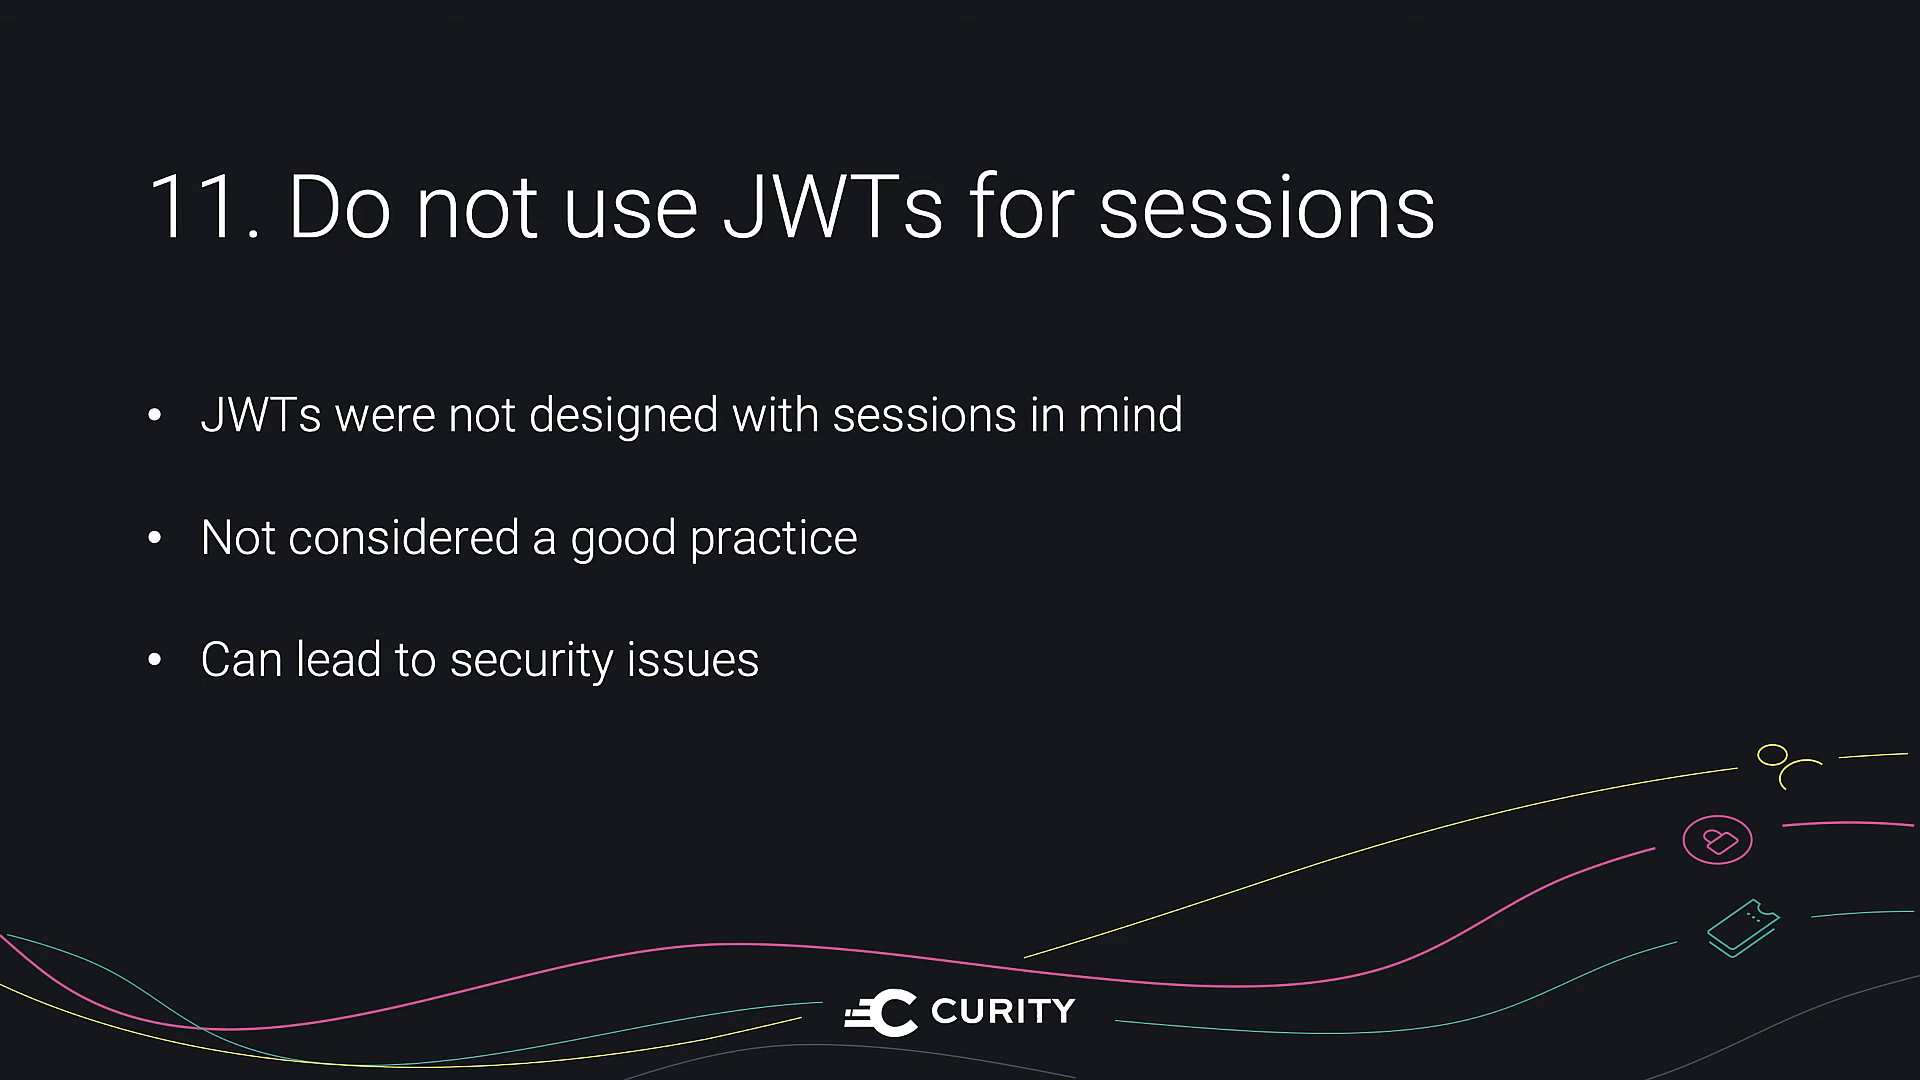 11. Do not use JWTs for sessions
• JWTs were not designed with sessions in mind
• Not considered a good practice
• Can lead to security issues
CURITY